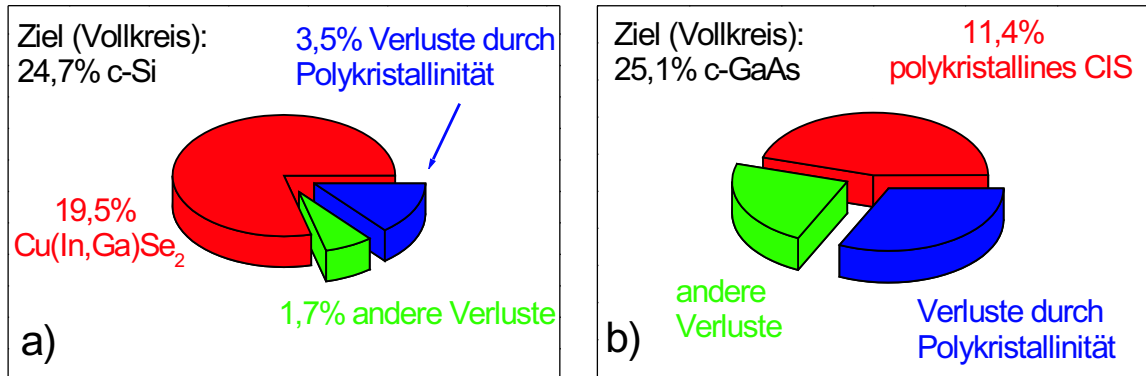 Ziel (Vollkreis):
24,7% c-Si
3,5% Verluste durch
Polykristallinität
19,5%
Cu(In,Ga)Se2
1,7% andere Verluste
a)
Ziel (Vollkreis):
25,1% c-GaAs
11,4%
polykristallines CIS
andere
Verluste
Verluste durch
Polykristallinität
b)